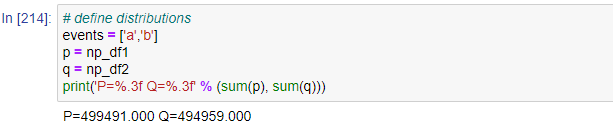 In [214]: # define distributions
events = ['a','b']
p = np_df1
q = np_df2
print('P=%.3f Q=%.3f' % (sum(p), sum(q)))
P=499491.000 Q=494959.000